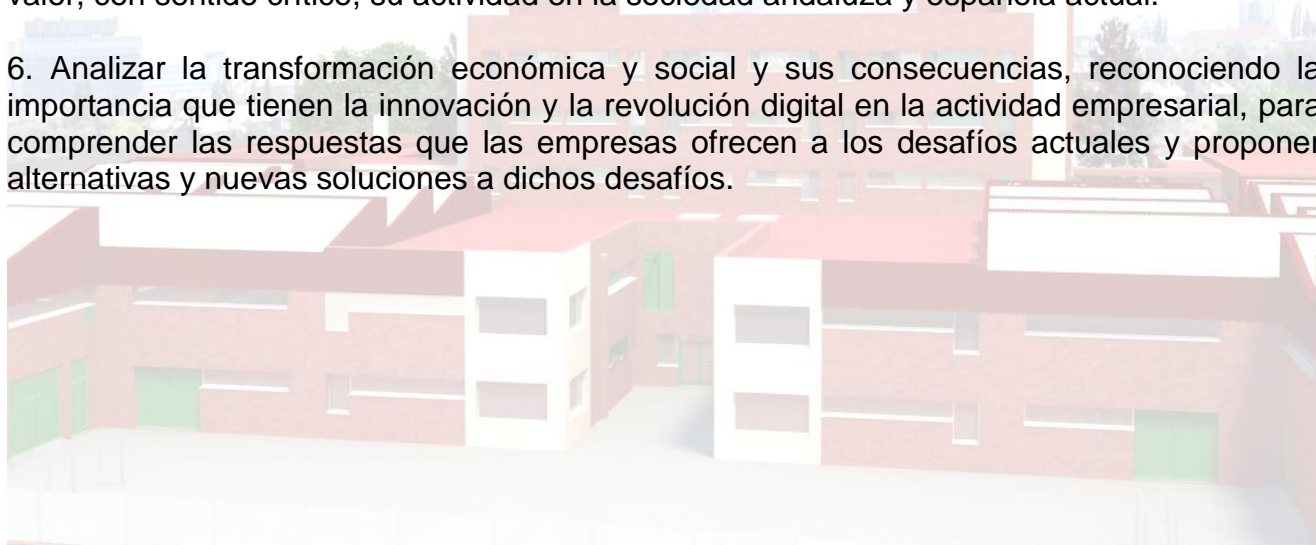 valor, con sentido crítico, su actividad en la sociedad andaluza y española actual.
6. Analizar la transformación económica y social y sus consecuencias, reconociendo la
importancia que tienen la innovación y la revolución digital en la actividad empresarial, para
comprender las respuestas que las empresas ofrecen a los desafíos actuales y proponer
alternativas y nuevas soluciones a dichos desafíos.